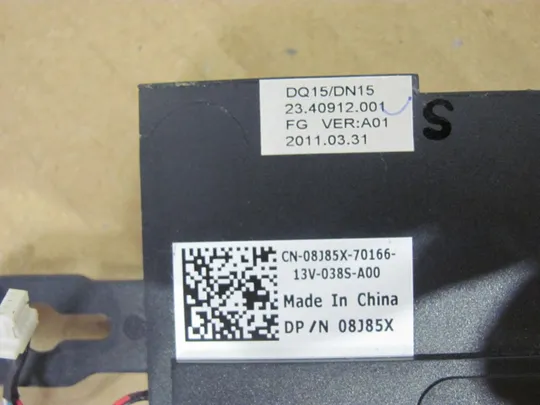 DQ15/DN15
23.40912.001
FG VER:A01
2011.03.31
S
CN-08J85X-70166-
13V-038S-A00
Made In China
DP/N 08J85X